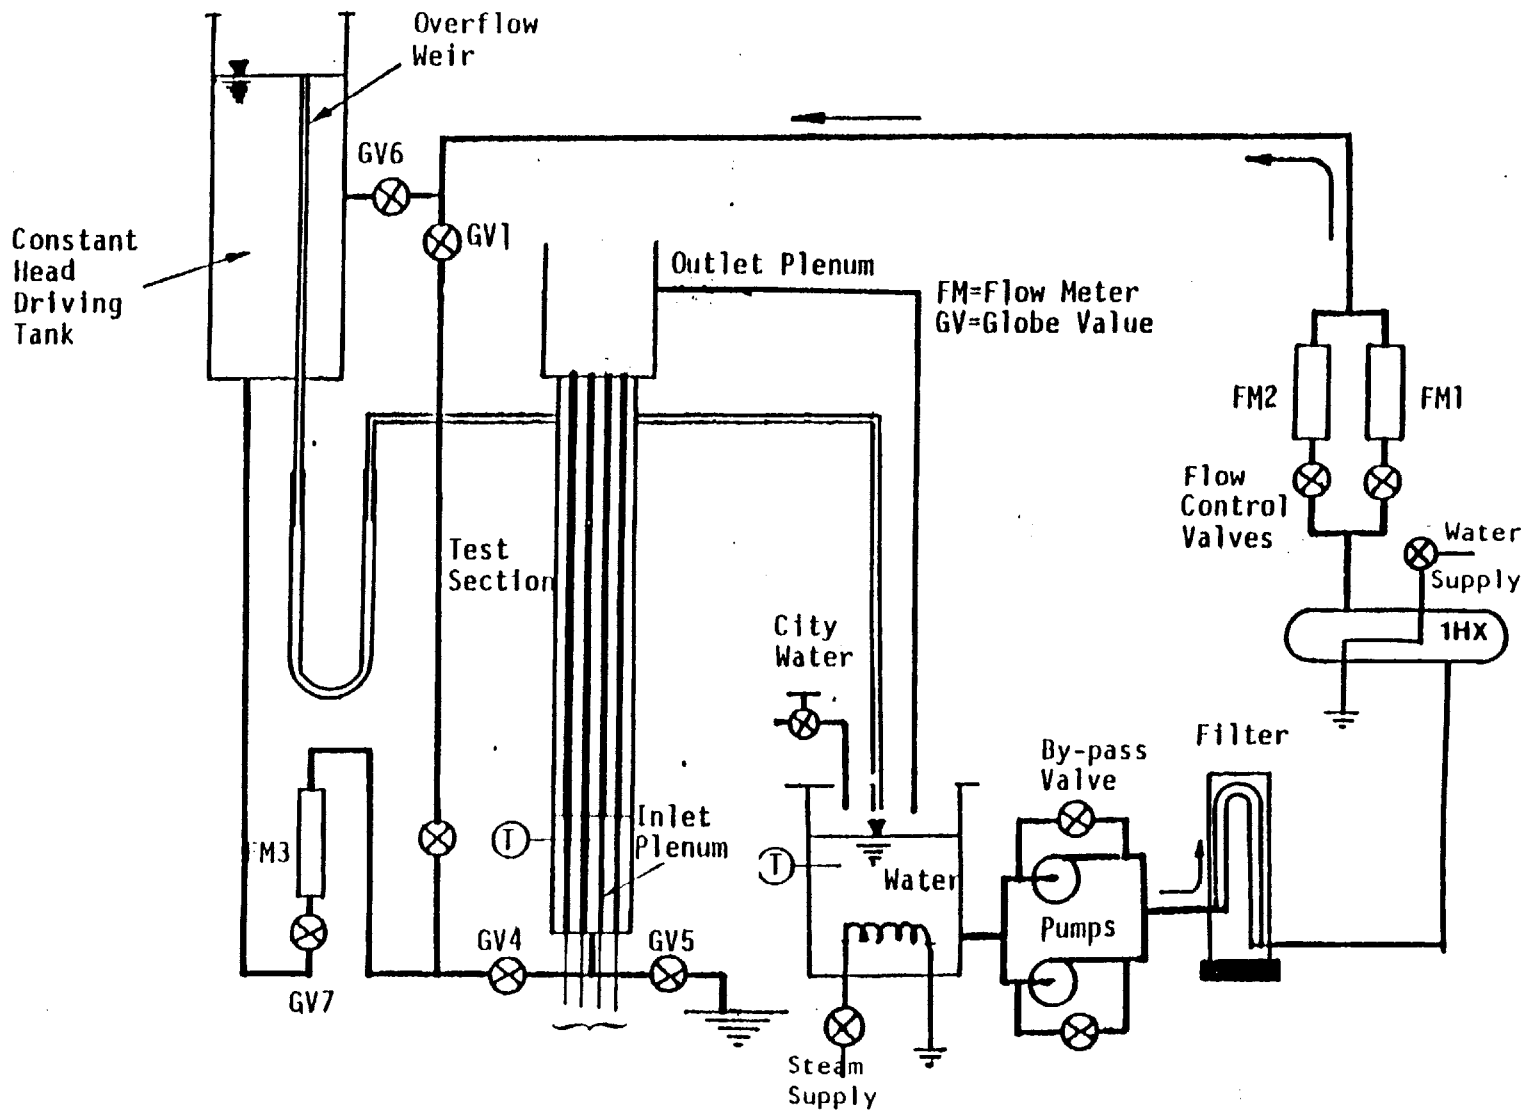 Overflow
Weir
GV6
GV1
Constant
Head
Driving
Tank
Outlet Plenum
FM=Flow Meter
GV=Globe Value
FM2
FM1
Flow
Control
Valves
Water
Supply
1HX
Test
Section
City
Water
Filter
By-pass
Valve
Inlet
Plenum
T
T
FM3
Water
Pumps
GV4
GV5
GV7
Steam
Supply